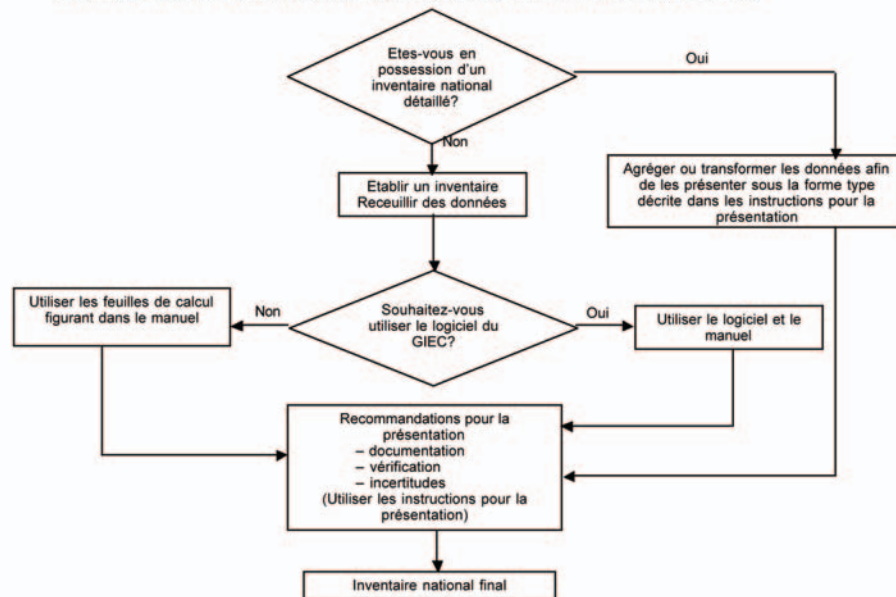 Etes-vous en
possession d'un
inventaire national
détaillé?
Oui
Non
Etablir un inventaire
Receuillir des données
Agréger ou transformer les données afin
de les présenter sous la forme type
décrite dans les instructions pour la
présentation
Utiliser les feuilles de calcul
figurant dans le manuel
Non
Souhaitez-vous
utiliser le logiciel du
GIEC?
Oui
Utiliser le logiciel et le
manuel
Recommandations pour la
présentation
– documentation
– vérification
– incertitudes
(Utiliser les instructions pour la
présentation)
Inventaire national final